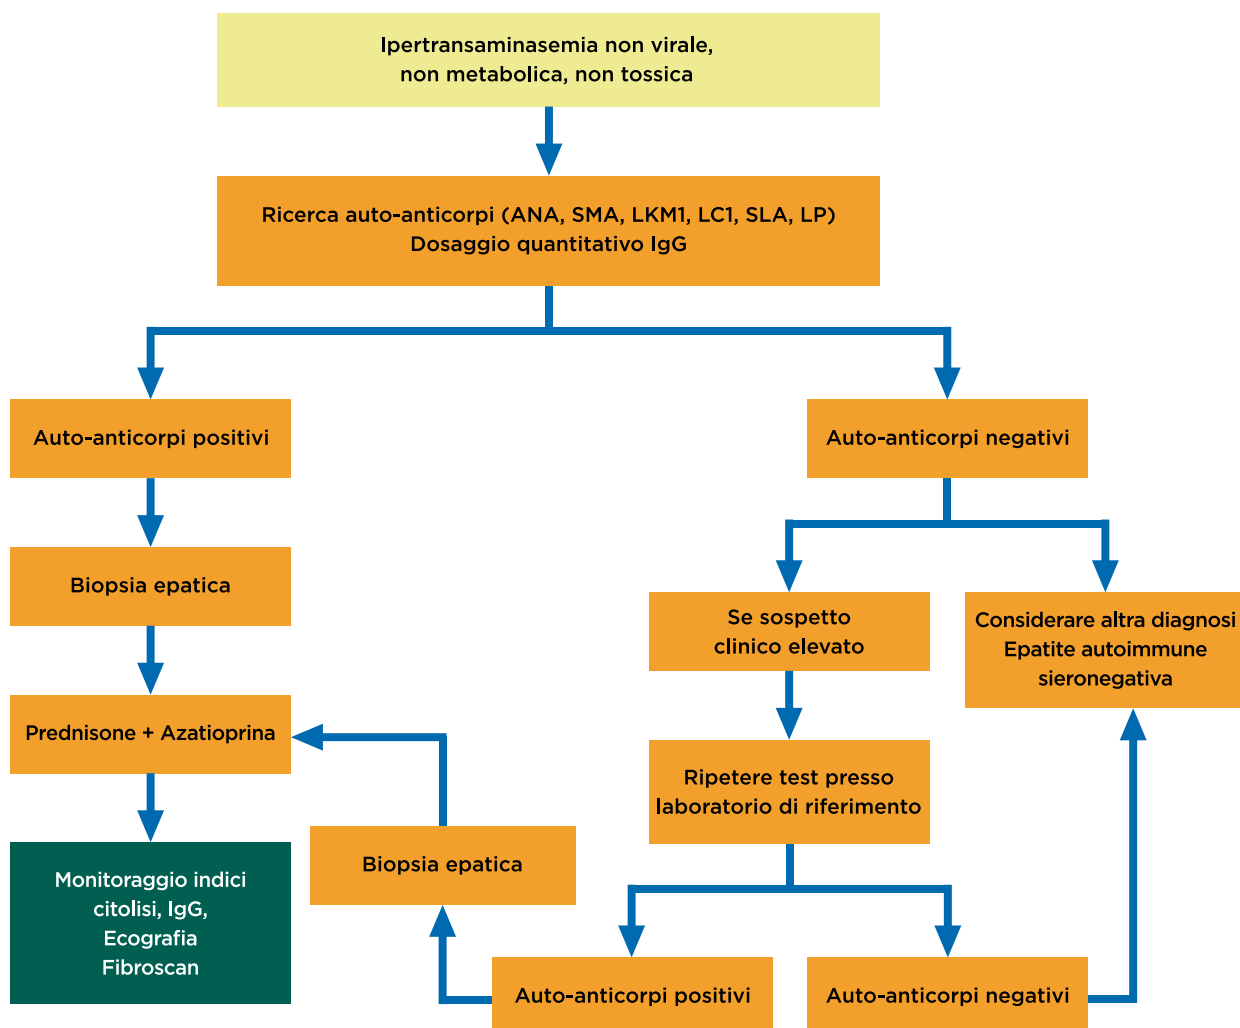 Ipertransaminasemia non virale,
non metabolica, non tossica
Ricerca auto-anticorpi (ANA, SMA, LKM1, LC1, SLA, LP)
Dosaggio quantitativo IgG
Auto-anticorpi positivi
Auto-anticorpi negativi
Biopsia epatica
Se sospetto
clinico elevato
Considerare altra diagnosi
Epatite autoimmune
sieronegativa
Prednisone + Azatioprina
Ripetere test presso
laboratorio di riferimento
Monitoraggio indici
citolisi, IgG,
Ecografia
Fibroscan
Biopsia epatica
Auto-anticorpi positivi
Auto-anticorpi negativi